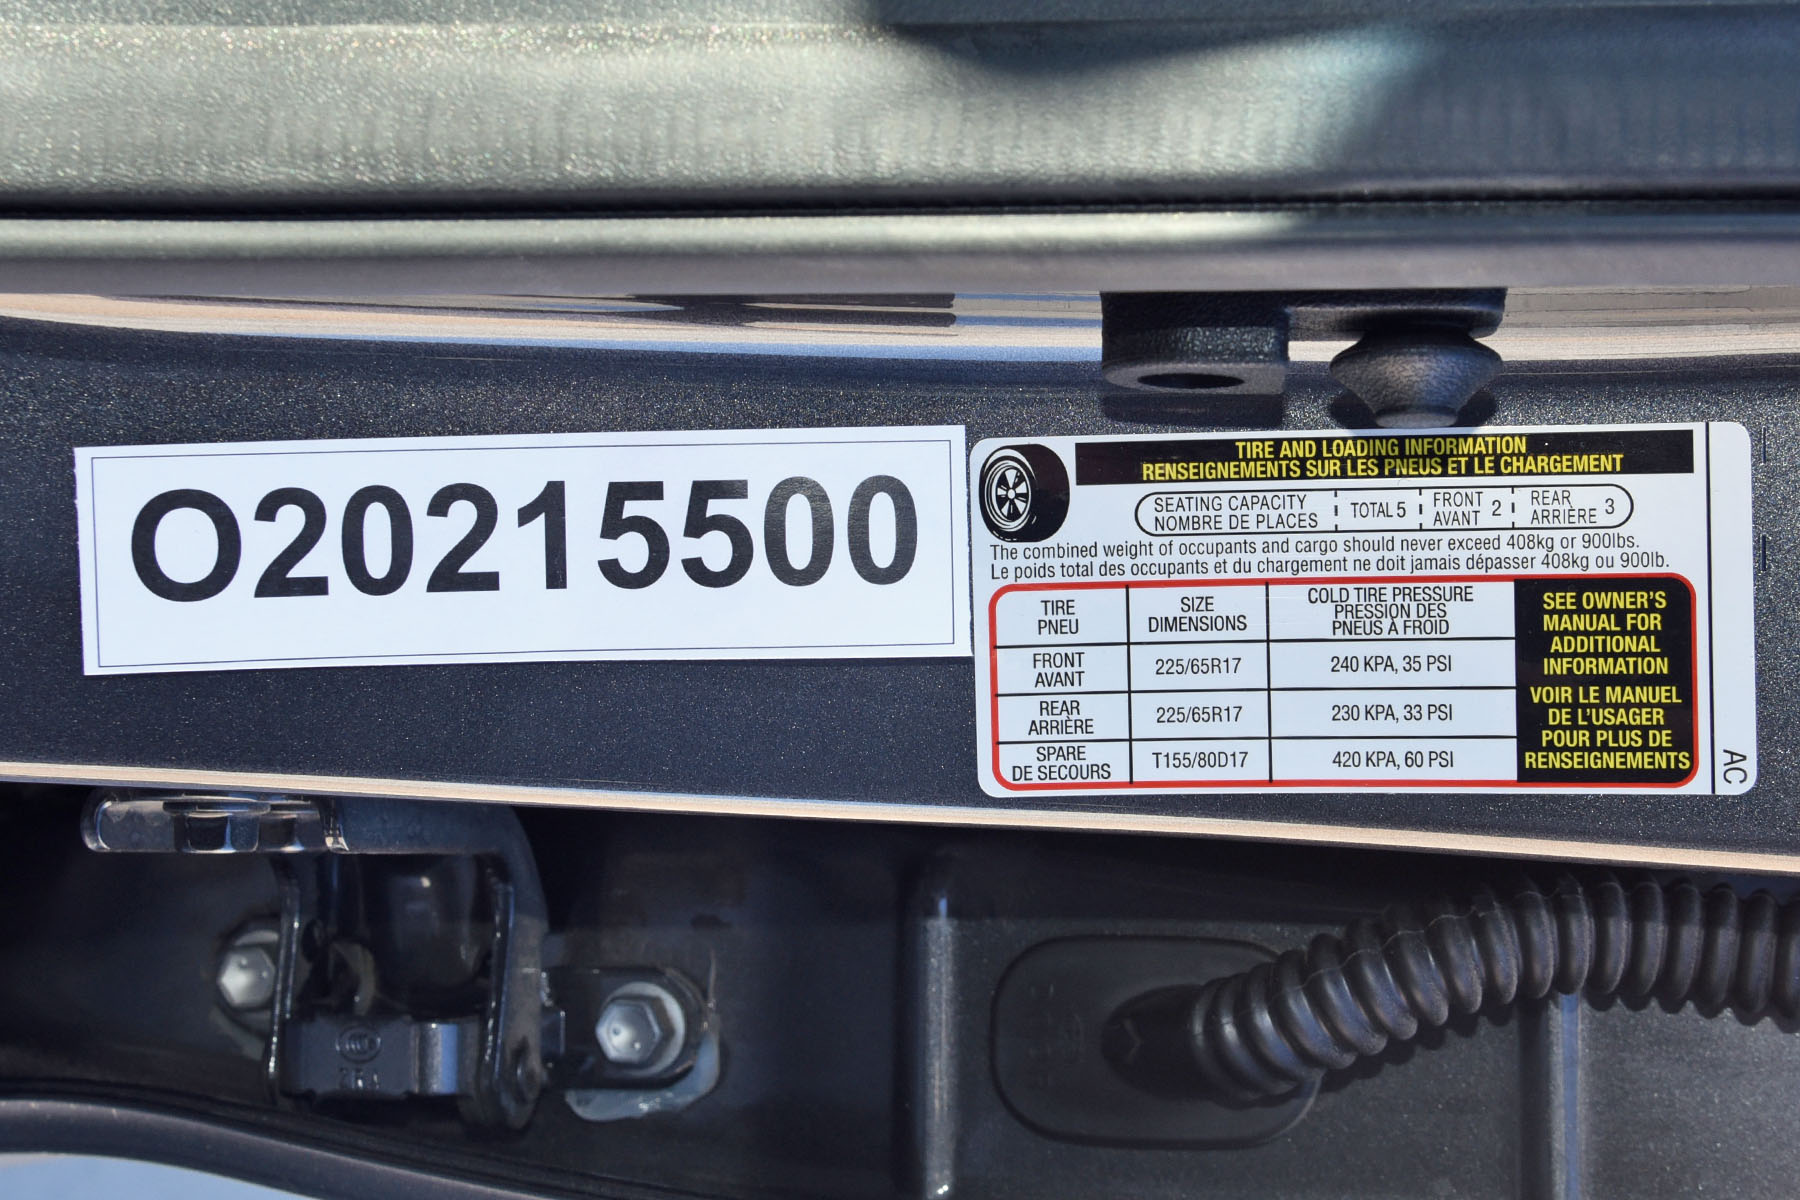 O20215500
TIRE AND LOADING INFORMATION
RENSEIGNEMENTS SUR LES PNEUS ET LE CHARGEMENT
SEATING CAPACITY
NOMBRE DE PLACES
TOTAL 5
FRONT
AVANT 2
REAR
ARRIÈRE 3
The combined weight of occupants and cargo should never exceed 408kg or 900lbs.
Le poids total des occupants et du chargement ne doit jamais dépasser 408kg ou 900lb.
TIRE
PNEU
SIZE
DIMENSIONS
COLD TIRE PRESSURE
PRESSION DES
PNEUS À FROID
FRONT
AVANT
225/65R17
240 KPA, 35 PSI
REAR
ARRIÈRE
225/65R17
230 KPA, 33 PSI
SPARE
DE SECOURS
T155/80D17
420 KPA, 60 PSI
SEE OWNER'S
MANUAL FOR
ADDITIONAL
INFORMATION
VOIR LE MANUEL
DE L'USAGER
POUR PLUS DE
RENSEIGNEMENTS
AC